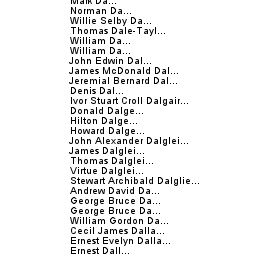 Mark Da...
Norman Da...
Willie Selby Da...
Thomas Dale-Tayl...
William Da...
William Da...
John Edwin Dal...
James McDonald Dal...
Jeremial Bernard Dal...
Denis Dal...
Ivor Stuart Croll Dalgair...
Donald Dalge...
Hilton Dalge...
Howard Dalge...
John Alexander Dalglei...
James Dalglei...
Thomas Dalglei...
Virtue Dalglei...
Stewart Archibald Dalglie...
Andrew David Da...
George Bruce Da...
George Bruce Da...
William Gordon Da...
Cecil James Dalla...
Ernest Evelyn Dalla...
Ernest Dall...